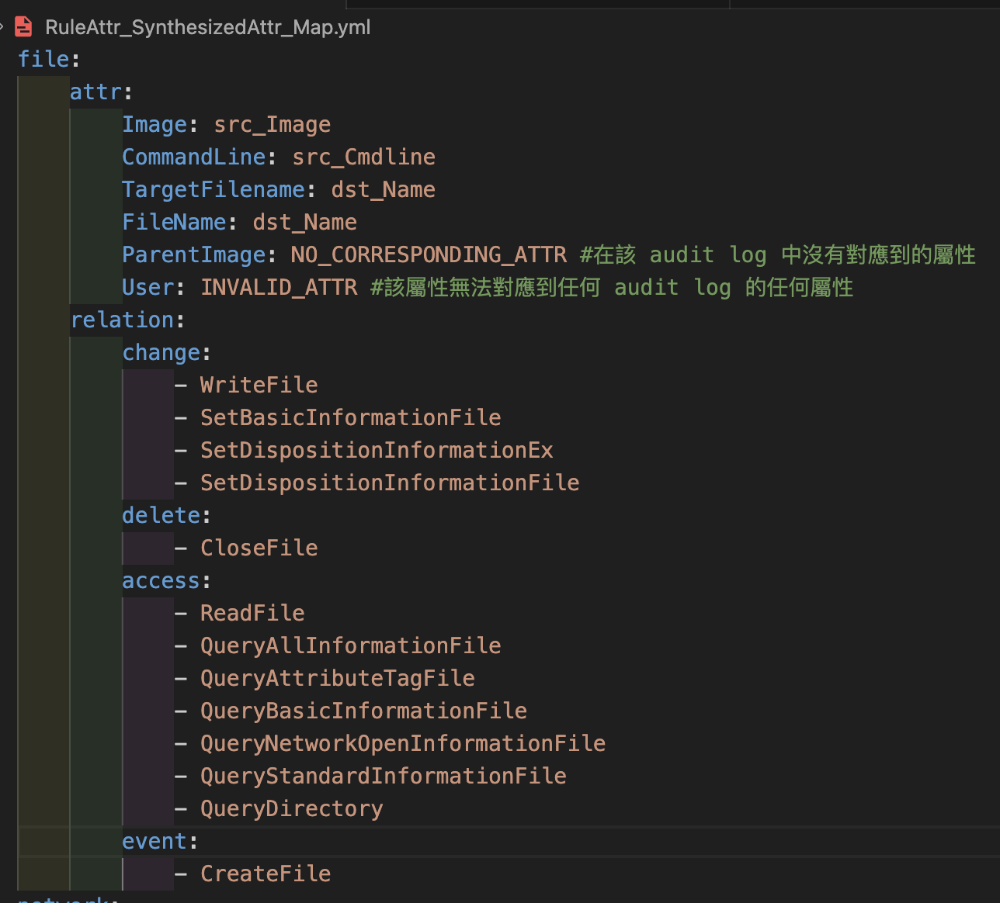 RuleAttr_SynthesizedAttr_Map.yml
file:
attr:
Image: src_Image
CommandLine: src_Cmdline
TargetFilename: dst_Name
FileName: dst_Name
ParentImage: NO_CORRESPONDING_ATTR #在該 audit log 中沒有對應到的屬性
User: INVALID_ATTR #該屬性無法對應到任何 audit log 的任何屬性
relation:
change:
- WriteFile
- SetBasicInformationFile
- SetDispositionInformationEx
- SetDispositionInformationFile
delete:
- CloseFile
access:
- ReadFile
- QueryAllInformationFile
- QueryAttributeTagFile
- QueryBasicInformationFile
- QueryNetworkOpenInformationFile
- QueryStandardInformationFile
- QueryDirectory
event:
- CreateFile